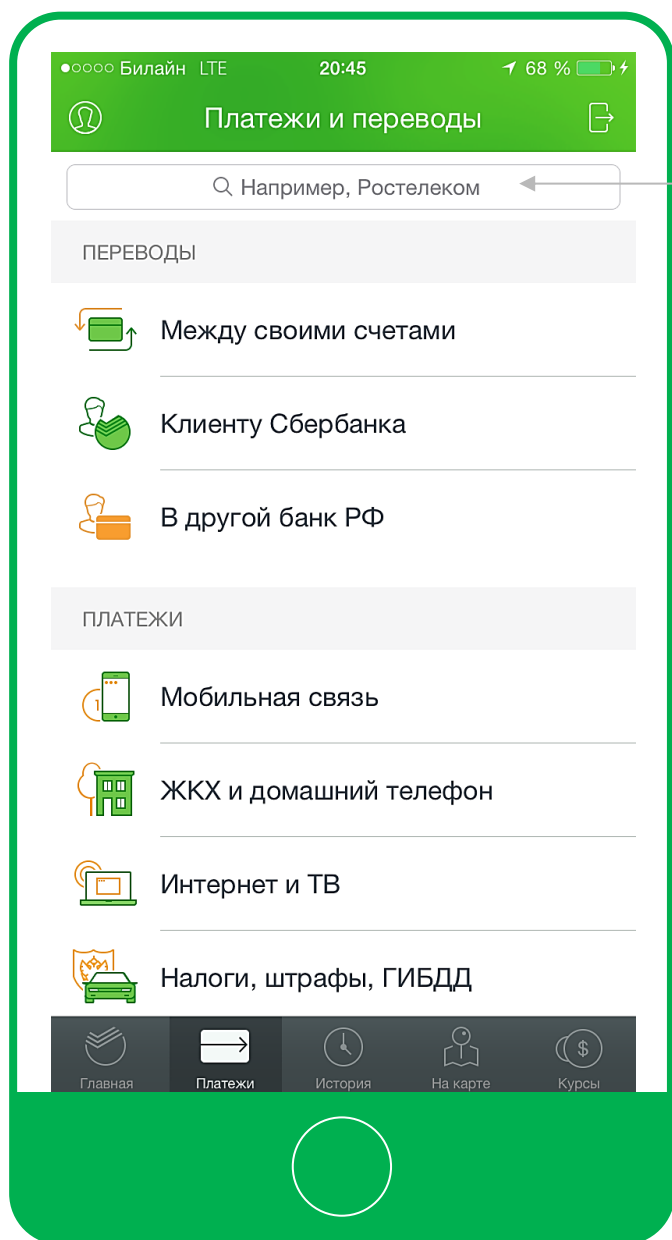 Билайн LTE 20:45 68 %
Платежи и переводы
Например, Ростелеком
ПЕРЕВОДЫ
Между своими счетами
Клиенту Сбербанка
В другой банк РФ
ПЛАТЕЖИ
1
Мобильная связь
ЖКХ и домашний телефон
Интернет и ТВ
Налоги, штрафы, ГИБДД
$
Главная Платежи История На карте Курсы